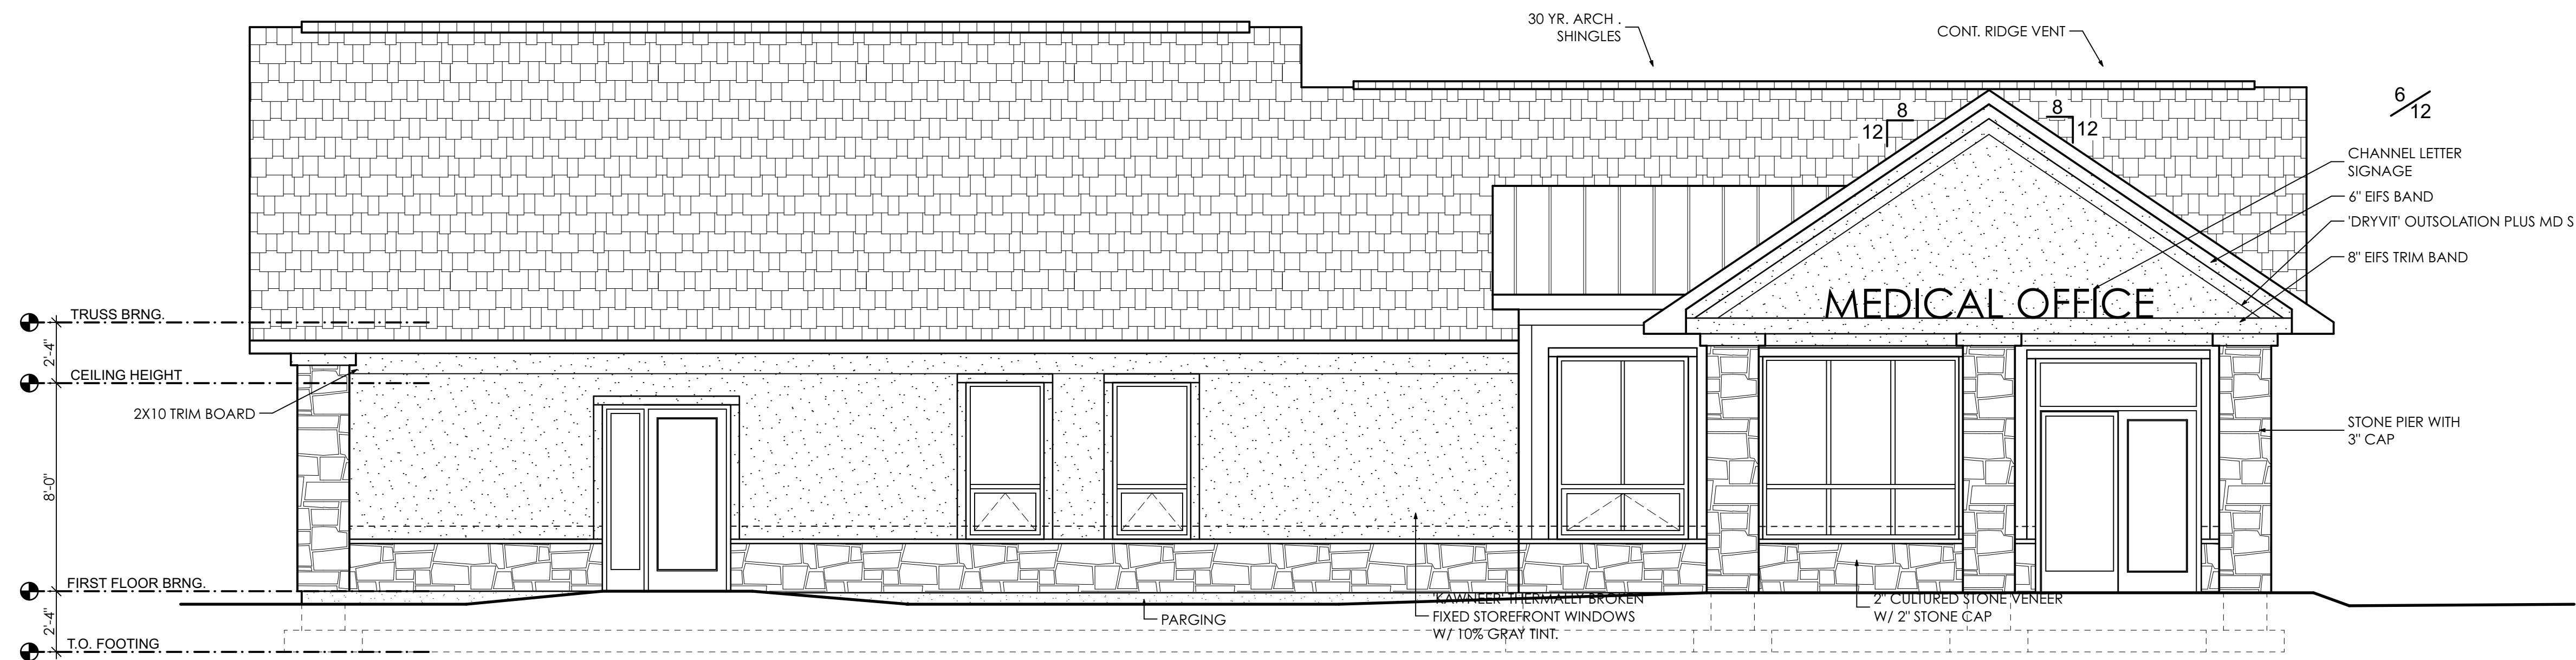 30 YR. ARCH .
SHINGLES
CONT. RIDGE VENT
6
12
8
12
8
12
CHANNEL LETTER
SIGNAGE
6" EIFS BAND
'DRYVIT' OUTSOLATION PLUS MD S
8" EIFS TRIM BAND
MEDICAL OFFICE
TRUSS BRNG.
2'-4"
CEILING HEIGHT
2X10 TRIM BOARD
STONE PIER WITH
3" CAP
8'-0"
FIRST FLOOR BRNG.
'KAWNEER' THERMALLY BROKEN
FIXED STOREFRONT WINDOWS
W/ 10% GRAY TINT.
2" CULTURED STONE VENEER
W/ 2" STONE CAP
PARGING
2'-4"
T.O. FOOTING